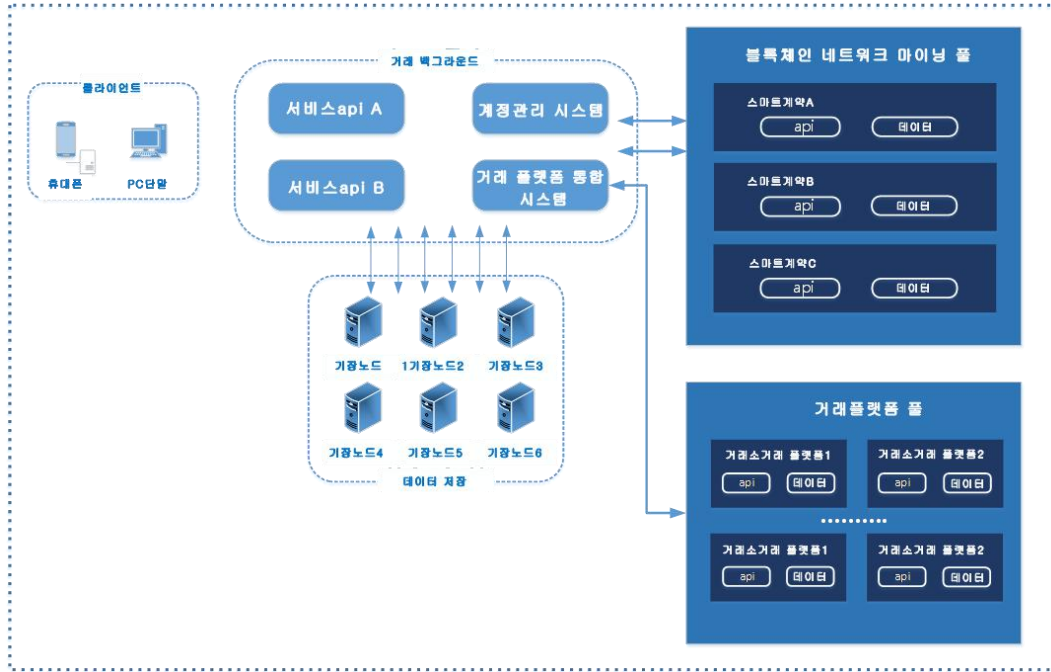 클라이언트
휴대폰
PC단말
거래 백그라운드
서비스api A
계정관리 시스템
서비스api B
거래 플랫폼 통합
시스템
기장노드
1기장노드2
기장노드3
기장노드4
기장노드5
기장노드6
데이터 저장
블록체인 네트워크 마이닝 풀
스마트계약A
api
데이터
스마트계약B
api
데이터
스마트계약C
api
데이터
거래플랫폼 풀
거래소거래 플랫폼1
api
데이터
거래소거래 플랫폼2
api
데이터
거래소거래 플랫폼1
api
데이터
거래소거래 플랫폼2
api
데이터